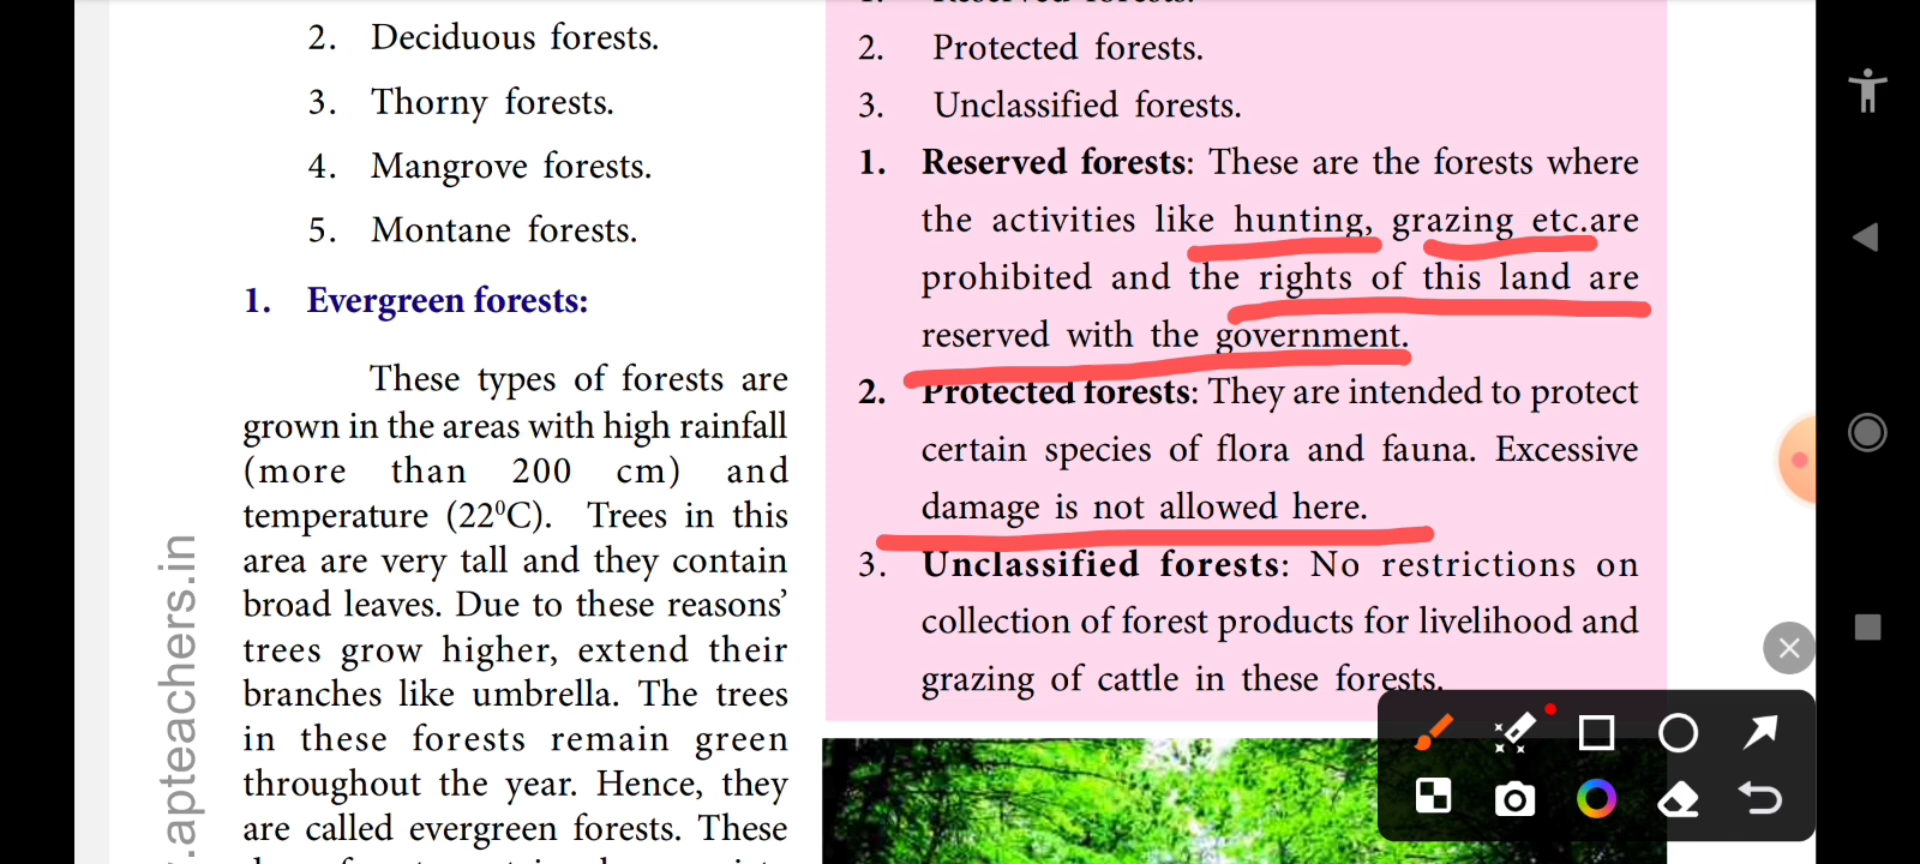 2. Deciduous forests.
3. Thorny forests.
4. Mangrove forests.
5. Montane forests.
1. Evergreen forests:
These types of forests are
grown in the areas with high rainfall
(more than 200 cm) and
temperature (22⁰C). Trees in this
area are very tall and they contain
broad leaves. Due to these reasons’
trees grow higher, extend their
branches like umbrella. The trees
in these forests remain green
throughout the year. Hence, they
are called evergreen forests. These
1. Reserved forests.
2. Protected forests.
3. Unclassified forests.
1. Reserved forests: These are the forests where
the activities like hunting, grazing etc.are
prohibited and the rights of this land are
reserved with the government.
2. Protected forests: They are intended to protect
certain species of flora and fauna. Excessive
damage is not allowed here.
3. Unclassified forests: No restrictions on
collection of forest products for livelihood and
grazing of cattle in these forests.
.apteachers.in